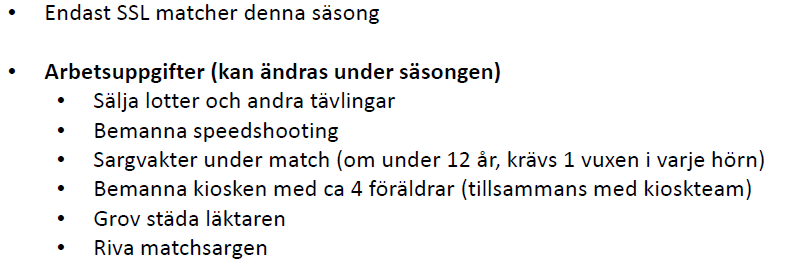 • Endast SSL matcher denna säsong
• Arbetsuppgifter (kan ändras under säsongen)
• Sälja lotter och andra tävlingar
• Bemanna speedshooting
• Sargvakter under match (om under 12 år, krävs 1 vuxen i varje hörn)
• Bemanna kiosken med ca 4 föräldrar (tillsammans med kioskteam)
• Grov städa läktaren
• Riva matchsargen